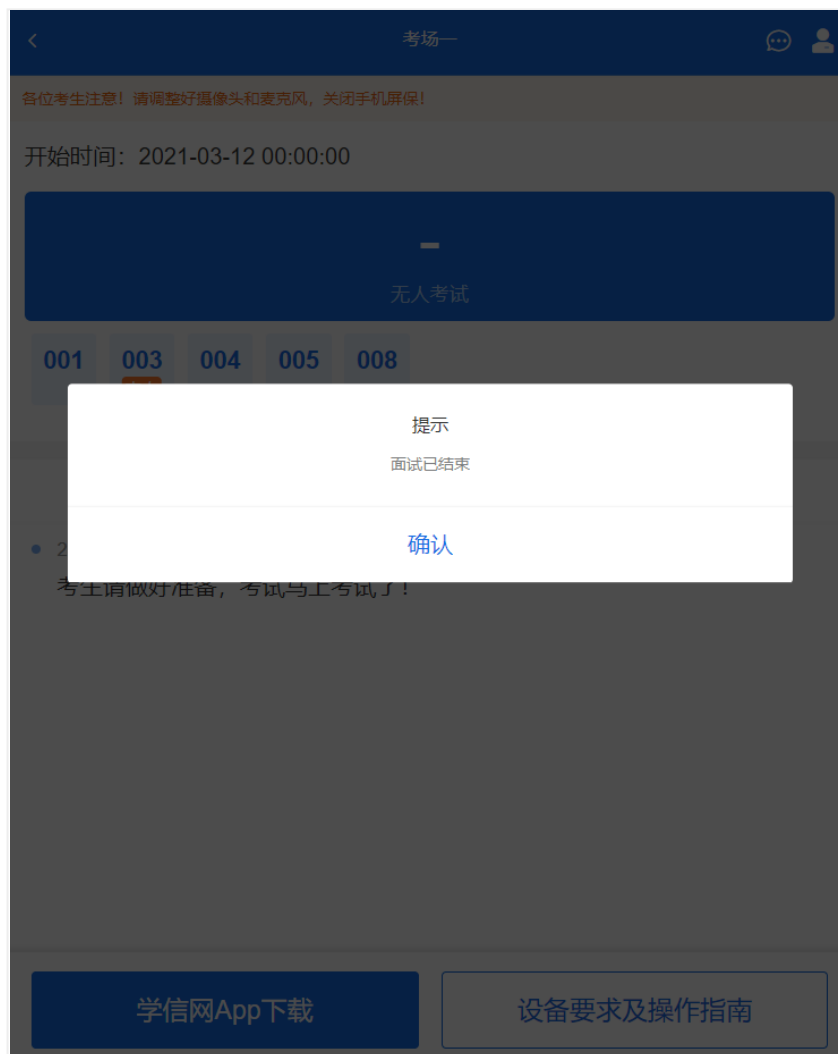 考场一
各位考生注意！请调整好摄像头和麦克风，关闭手机屏保！
开始时间：2021-03-12 00:00:00
-
无人考试
001 003 004 005 008
提示
面试已结束
确认
2
考生请做好准备，考试马上考试了！
学信网App下载
设备要求及操作指南